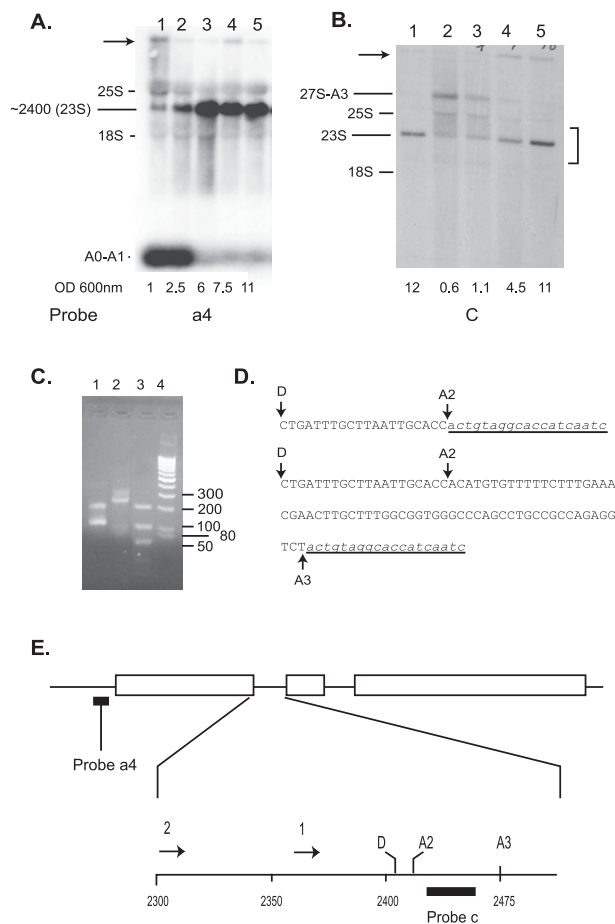 A.
1 2 3 4 5
25S
~2400 (23S)
18S
A0-A1
OD 600nm 1 2.5 6 7.5 11
Probe a4
B.
1 2 3 4 5
27S-A3
25S
23S
18S
12 0.6 1.1 4.5 11
C
C.
1 2 3 4
300
200
100
80
50
D.
D A2
CTGATTTGCTTAATTGCACCactgtaggcaccatcaatc
D A2
CTGATTTGCTTAATTGCACCACATGTGTTTTTCTTTGAAA
CGAACTTGCTTTGGCGGTGGGCCCAGCCTGCCGCCAGAGG
TCTactgtaggcaccatcaatc
A3
E.
Probe a4
2 1 D A2 A3
2300 2350 2400 2475
Probe c